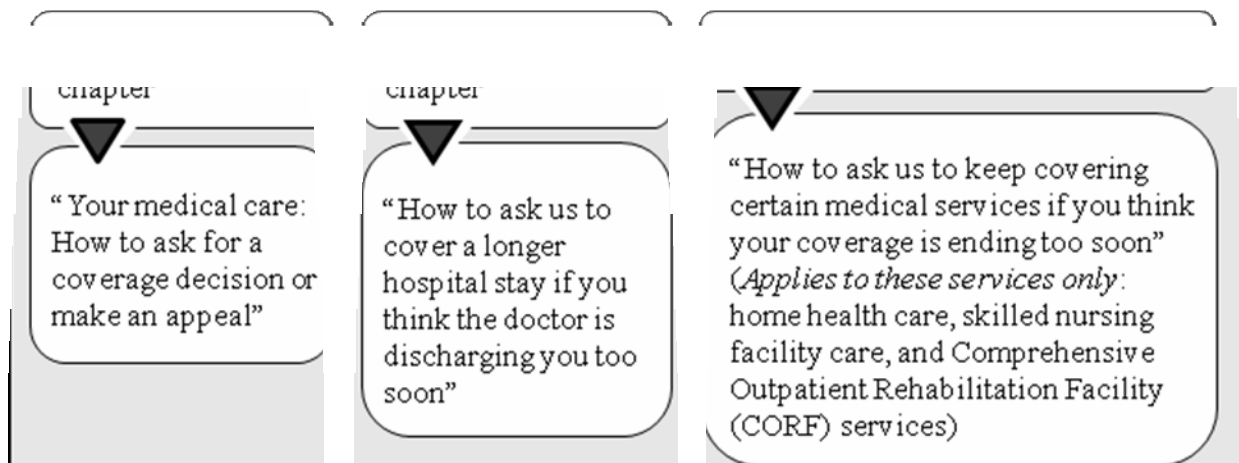 chapter
“Your medical care:
How to ask for a
coverage decision or
make an appeal”
chapter
“How to ask us to
cover a longer
hospital stay if you
think the doctor is
discharging you too
soon”
“How to ask us to keep covering
certain medical services if you think
your coverage is ending too soon”
(Applies to these services only:
home health care, skilled nursing
facility care, and Comprehensive
Outpatient Rehabilitation Facility
(CORF) services)